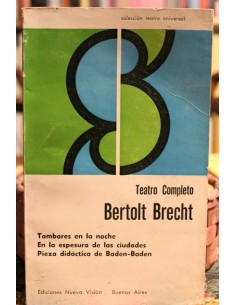 colección teatro universal
Teatro Completo
Bertolt Brecht
Tambores en la noche
En la espesura de las ciudades
Pieza didáctica de Baden-Baden
Ediciones Nueva Visión Buenos Aires